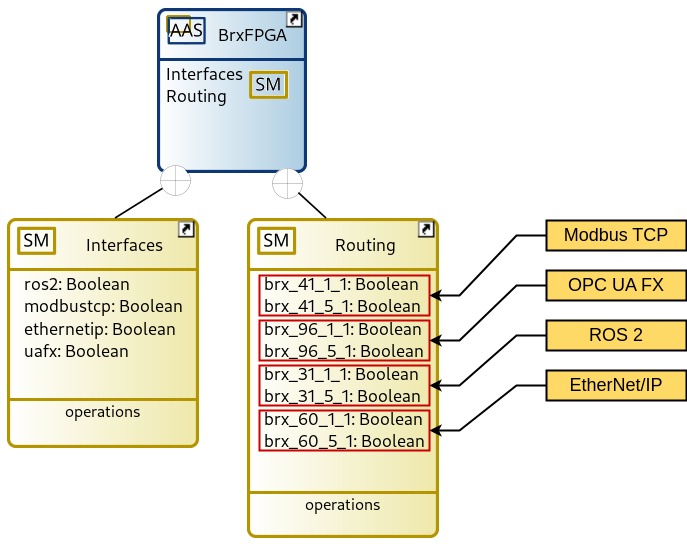 AAS BrxFPGA
Interfaces
Routing
SM
SM Interfaces
ros2: Boolean
modbustcp: Boolean
ethernetip: Boolean
uafx: Boolean
operations
SM Routing
brx_41_1_1: Boolean
brx_41_5_1: Boolean
brx_96_1_1: Boolean
brx_96_5_1: Boolean
brx_31_1_1: Boolean
brx_31_5_1: Boolean
brx_60_1_1: Boolean
brx_60_5_1: Boolean
operations
Modbus TCP
OPC UA FX
ROS 2
EtherNet/IP